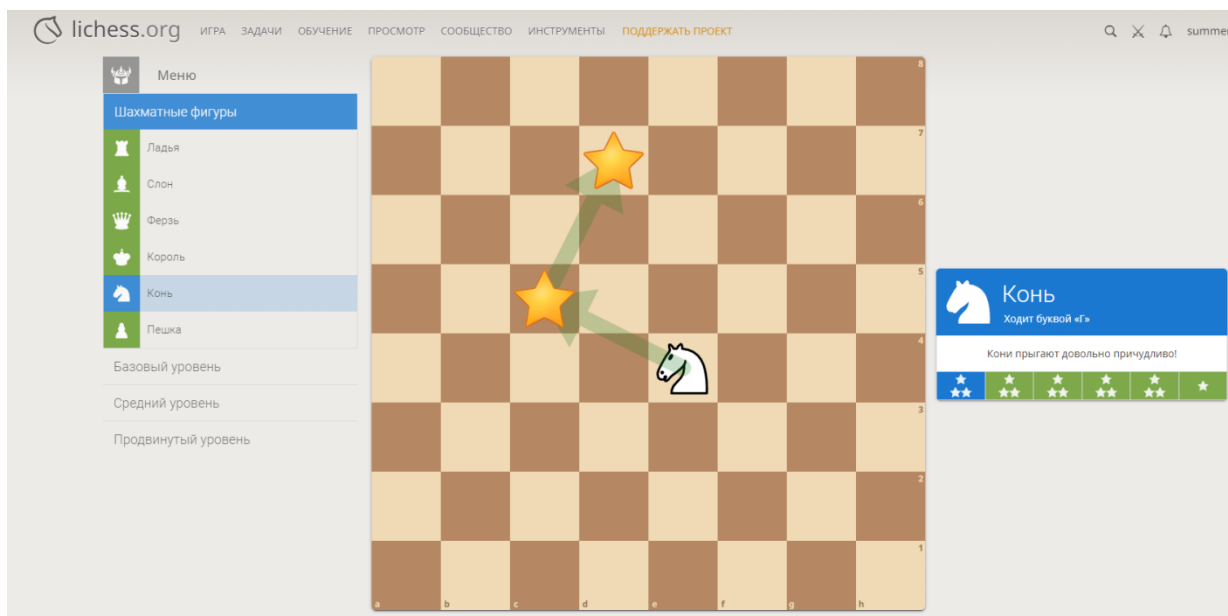 lichess.org ИГРА ЗАДАЧИ ОБУЧЕНИЕ ПРОСМОТР СООБЩЕСТВО ИНСТРУМЕНТЫ ПОДДЕРЖАТЬ ПРОЕКТ summer
Меню
Шахматные фигуры
Ладья
Слон
Ферзь
Король
Конь
Пешка
Базовый уровень
Средний уровень
Продвинутый уровень
8
7
6
5
4
3
2
1
a b c d e f g h
Конь
Ходит буквой «Г»
Кони прыгают довольно причудливо!